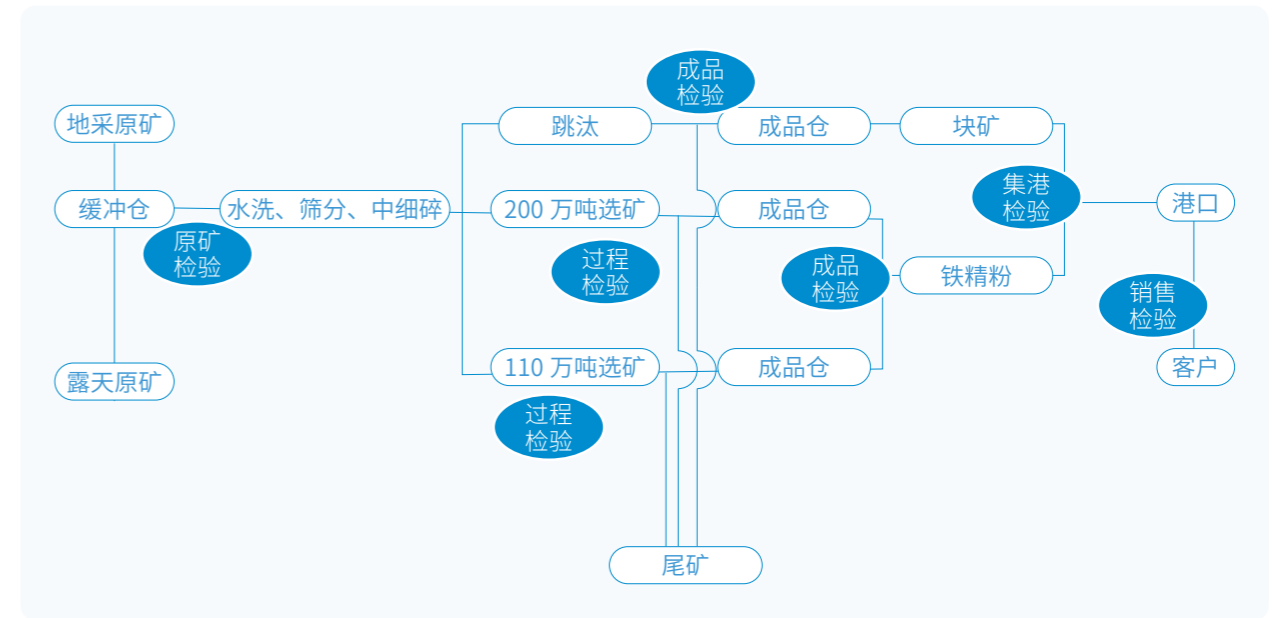 成品
检验
地采原矿
跳汰
成品仓
块矿
缓冲仓
水洗、筛分、中细碎
200 万吨选矿
成品仓
集港
检验
港口
原矿
检验
过程
检验
成品
检验
铁精粉
销售
检验
露天原矿
110 万吨选矿
成品仓
客户
过程
检验
尾矿